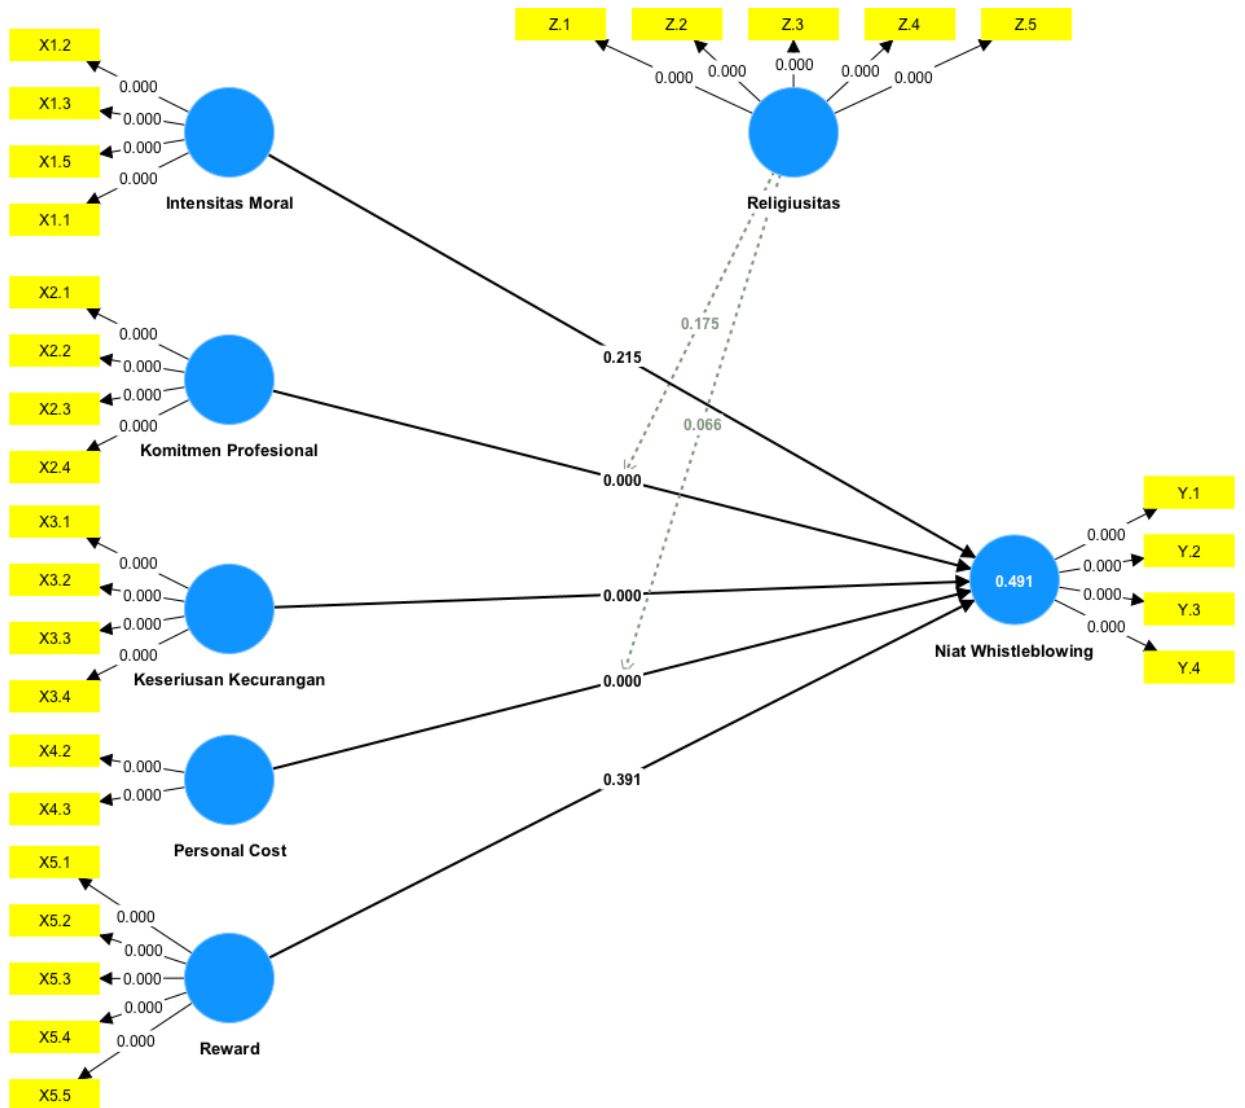 Z.1
Z.2
Z.3
Z.4
Z.5
0.000
0.000
0.000
0.000
0.000
Religiusitas
X1.2
X1.3
X1.5
X1.1
0.000
0.000
0.000
0.000
Intensitas Moral
X2.1
X2.2
X2.3
X2.4
0.000
0.000
0.000
0.000
Komitmen Profesional
X3.1
X3.2
X3.3
X3.4
0.000
0.000
0.000
0.000
Keseriusan Kecurangan
X4.2
X4.3
0.000
0.000
Personal Cost
X5.1
X5.2
X5.3
X5.4
X5.5
0.000
0.000
0.000
0.000
0.000
Reward
0.175
0.215
0.066
0.000
0.000
0.000
0.391
0.491
Niat Whistleblowing
0.000
0.000
0.000
0.000
Y.1
Y.2
Y.3
Y.4